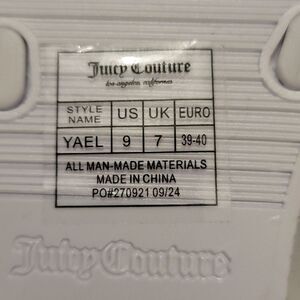 Juicy Couture
los angeles, california
STYLE NAME US UK EURO
YAEL 9 7 39-40
ALL MAN-MADE MATERIALS
MADE IN CHINA
PO#270921 09/24
Juicy Couture